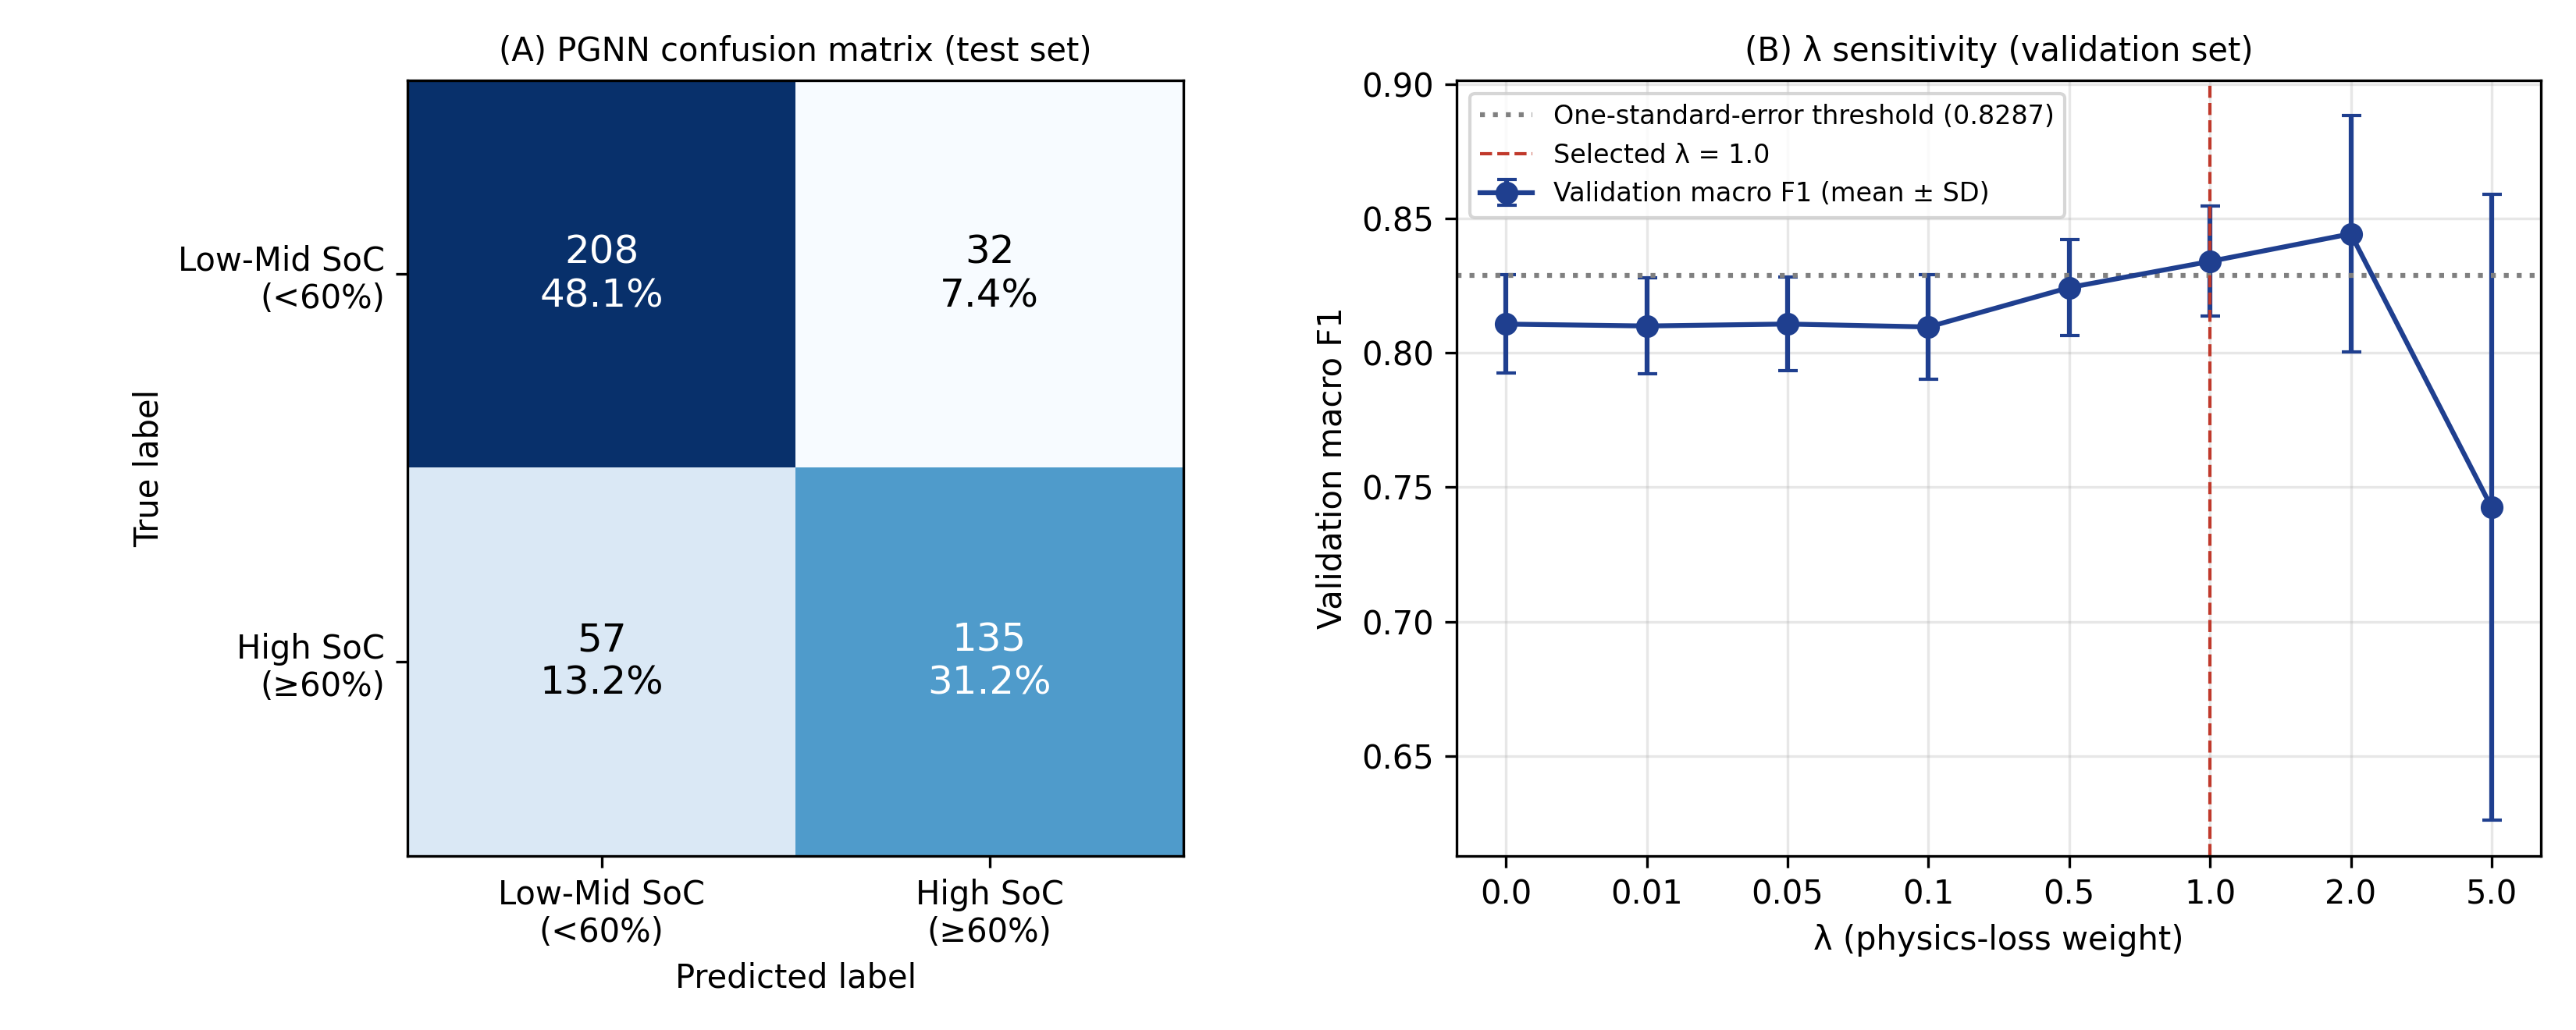 (A) PGNN confusion matrix (test set)
True label
Low-Mid SoC
(<60%)
208
48.1%
32
7.4%
High SoC
(≥60%)
57
13.2%
135
31.2%
Low-Mid SoC
(<60%)
High SoC
(≥60%)
Predicted label
(B) λ sensitivity (validation set)
Validation macro F1
0.90
0.85
0.80
0.75
0.70
0.65
One-standard-error threshold (0.8287)
Selected λ = 1.0
Validation macro F1 (mean ± SD)
0.0
0.01
0.05
0.1
0.5
1.0
2.0
5.0
λ (physics-loss weight)